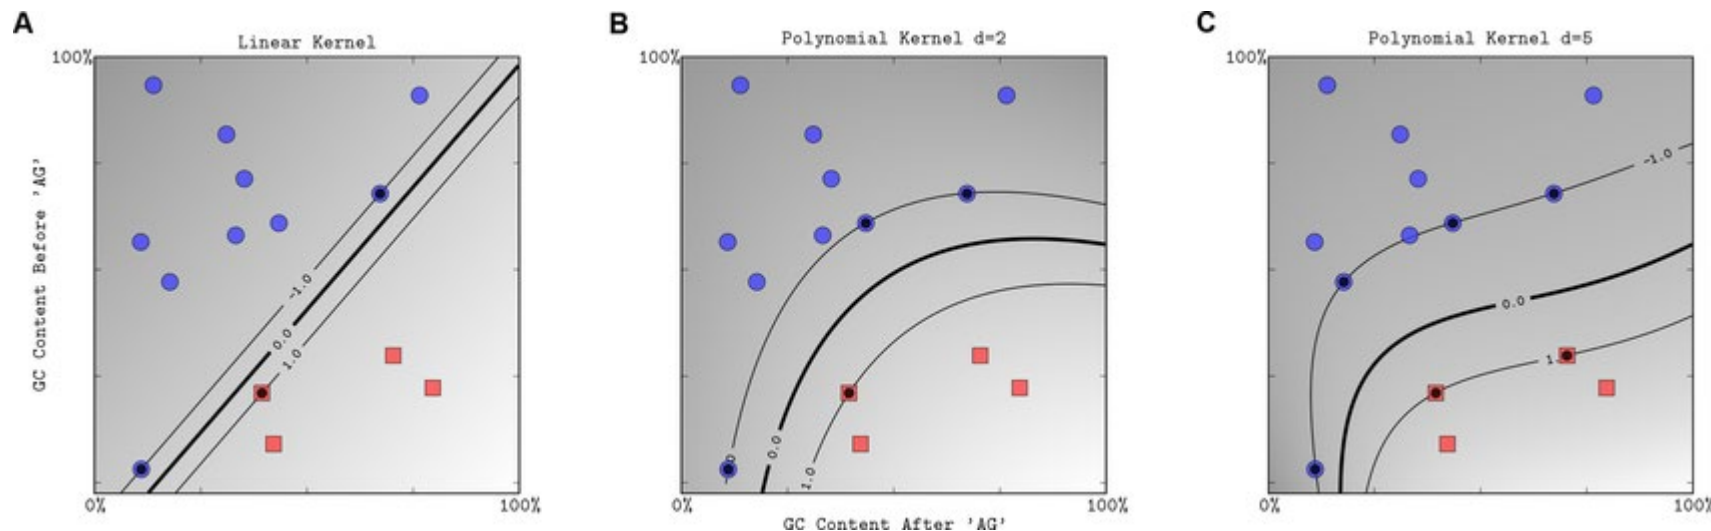 A
Linear Kernel
100%
GC Content Before 'AG'
-1.0
0.0
1.0
0%
100%
B
Polynomial Kernel d=2
100%
0.0
1.0
0%
100%
GC Content After 'AG'
C
Polynomial Kernel d=5
100%
-1.0
0.0
0%
100%